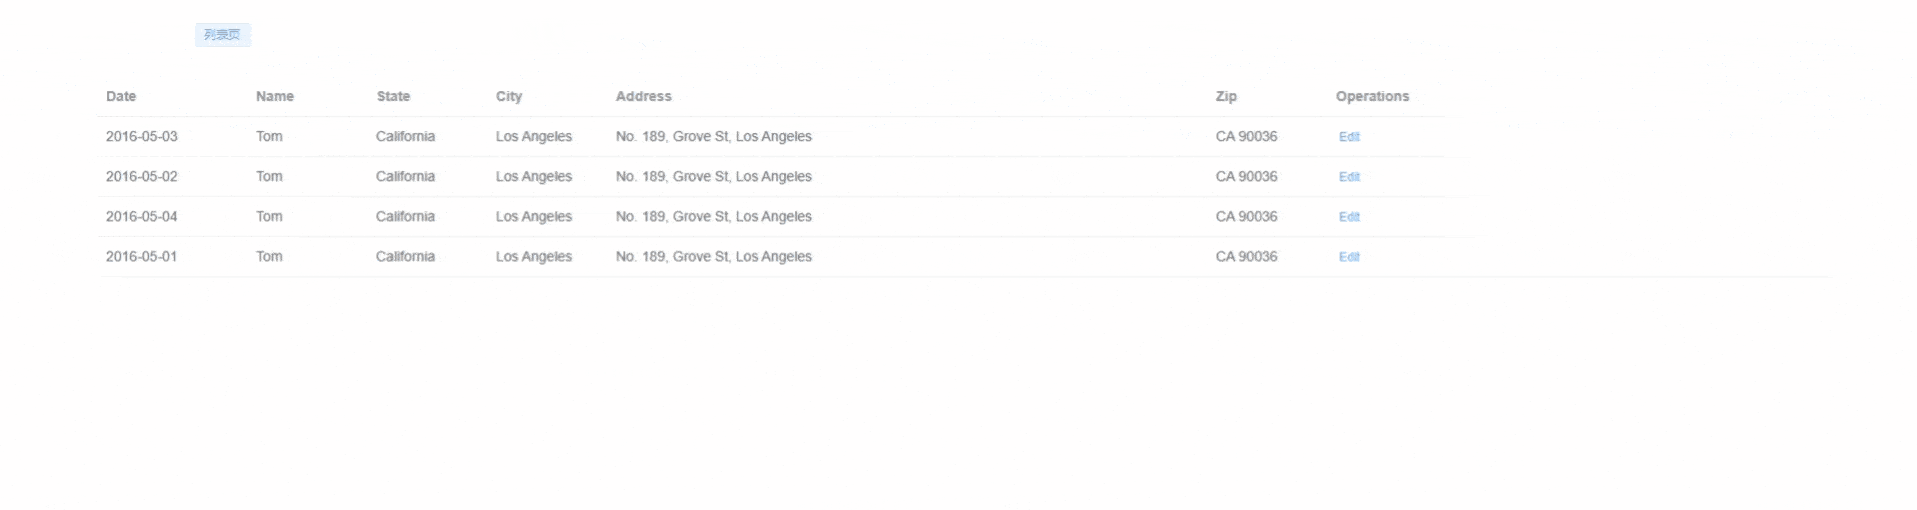 列表页
Date Name State City Address Zip Operations
2016-05-03 Tom California Los Angeles No. 189, Grove St, Los Angeles CA 90036 Edit
2016-05-02 Tom California Los Angeles No. 189, Grove St, Los Angeles CA 90036 Edit
2016-05-04 Tom California Los Angeles No. 189, Grove St, Los Angeles CA 90036 Edit
2016-05-01 Tom California Los Angeles No. 189, Grove St, Los Angeles CA 90036 Edit